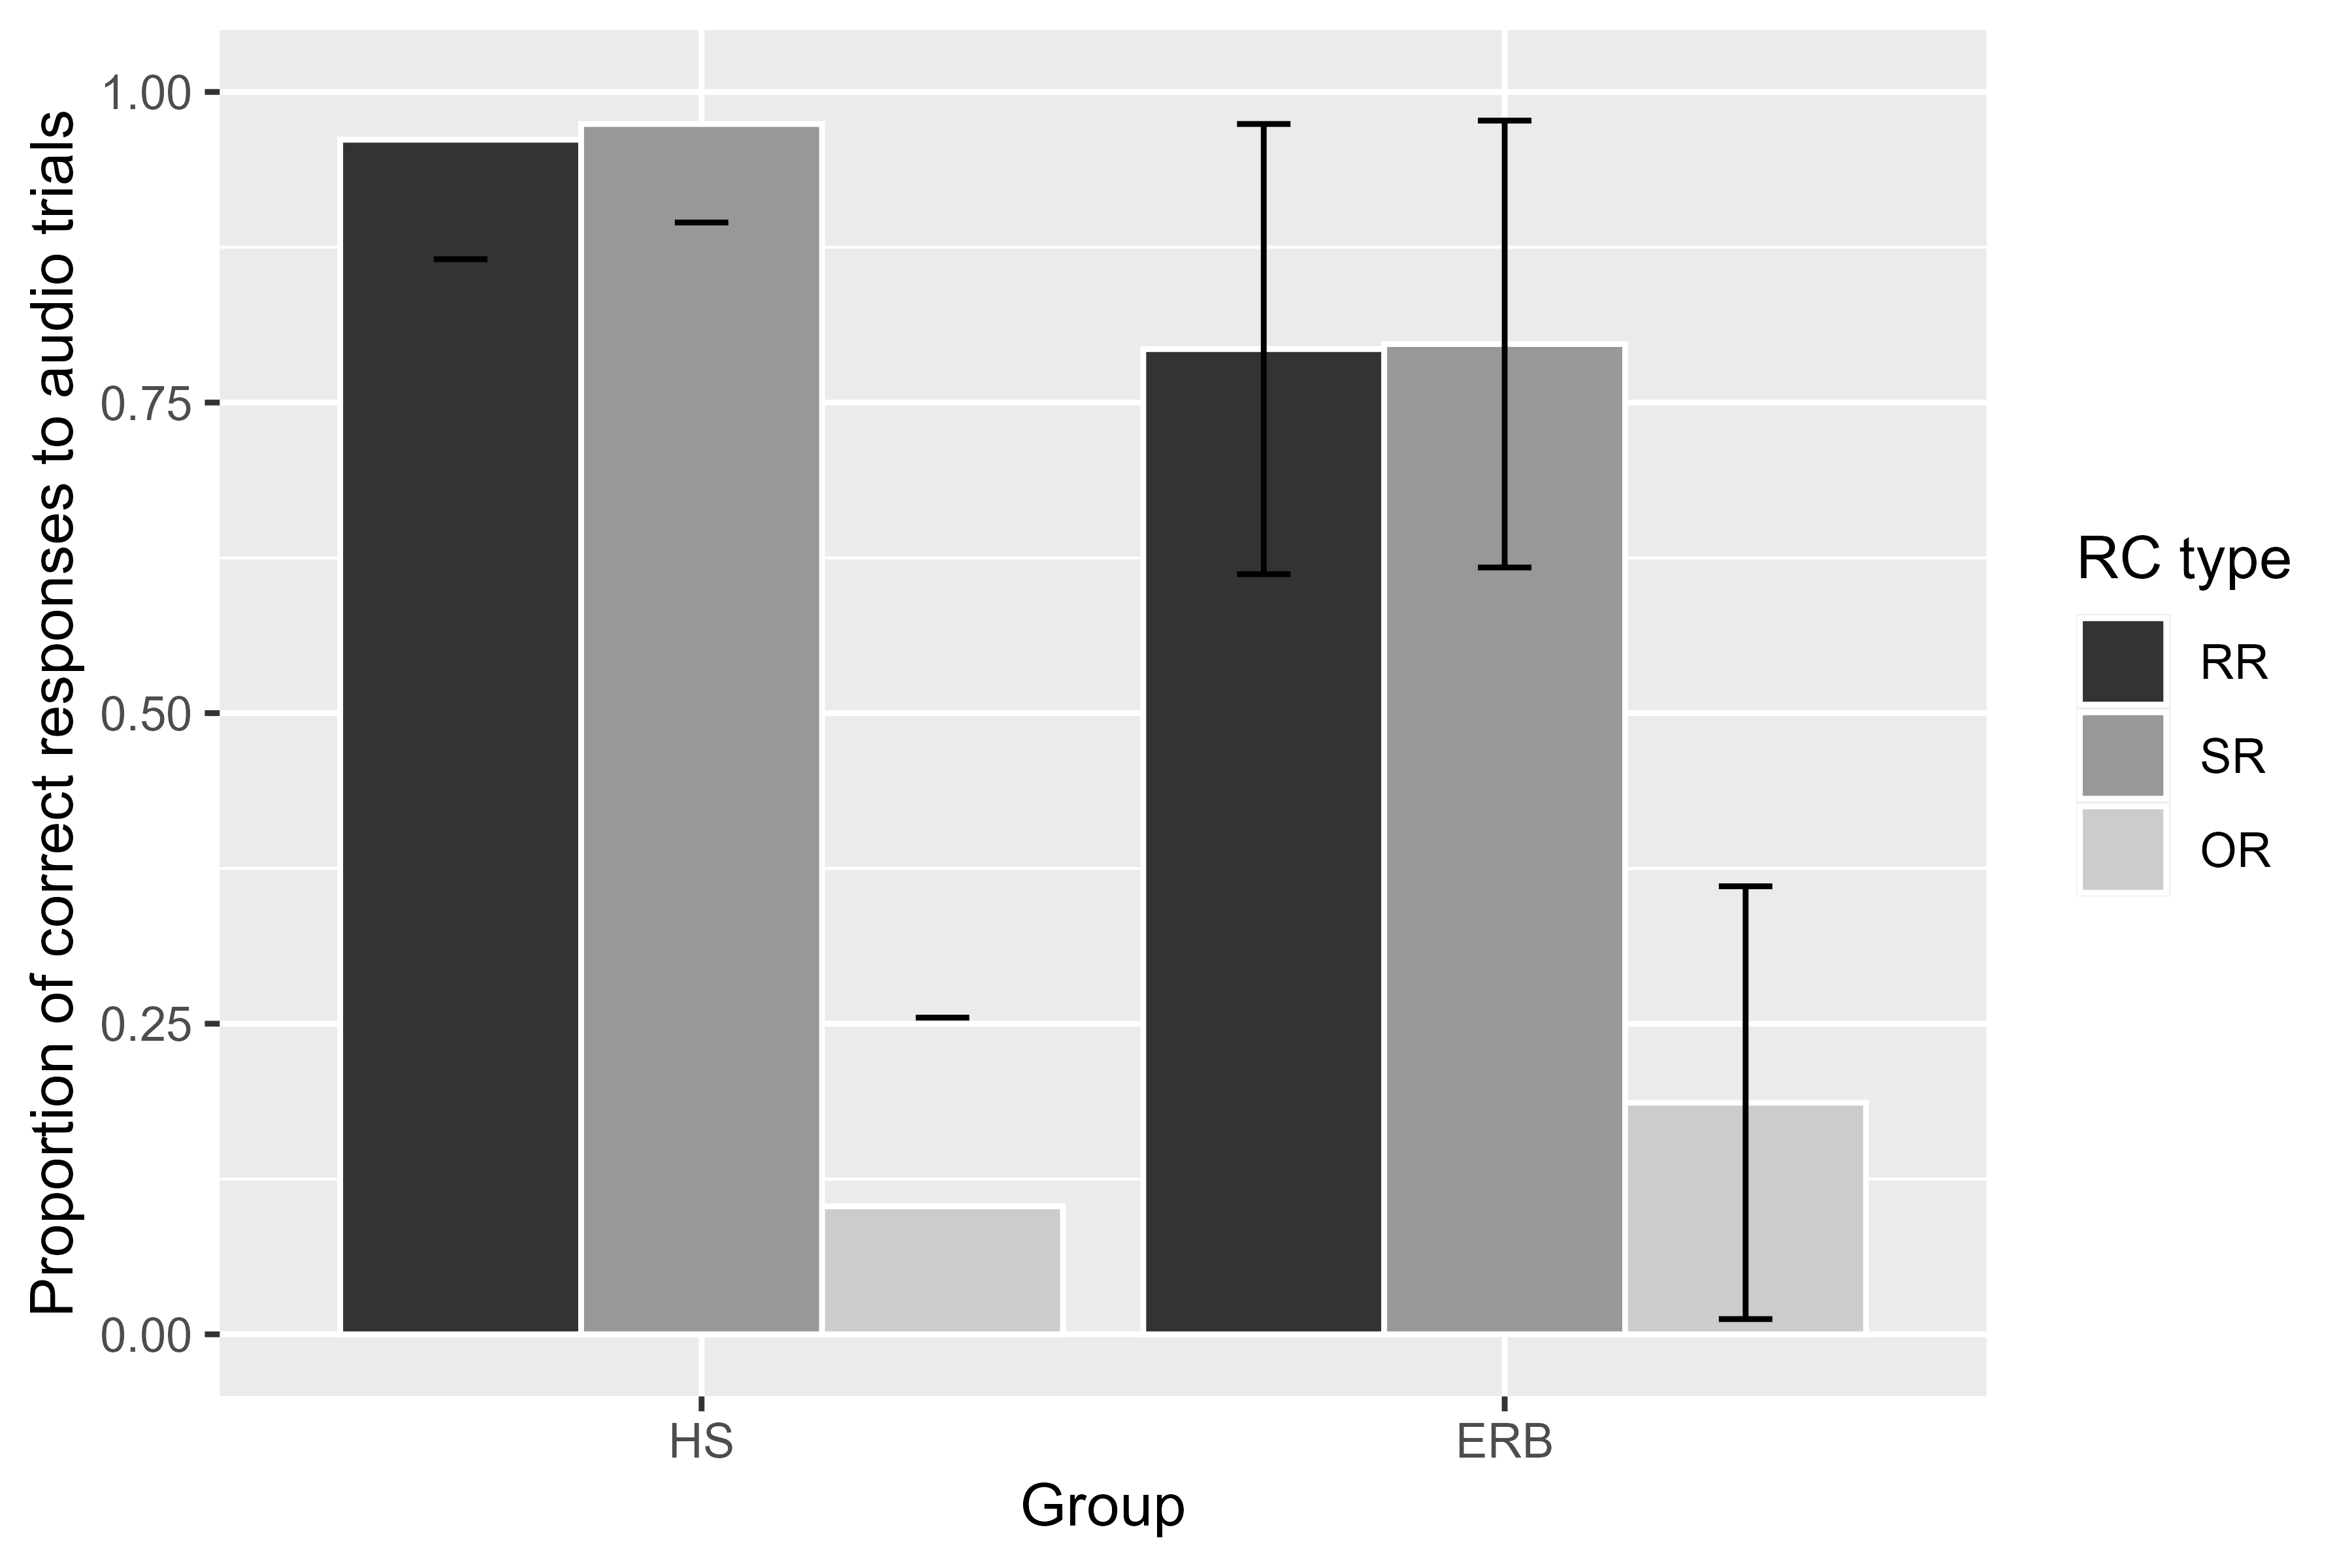 Proportion of correct responses to audio trials
1.00
0.75
0.50
0.25
0.00
HS
ERB
Group
RC type
RR
SR
OR